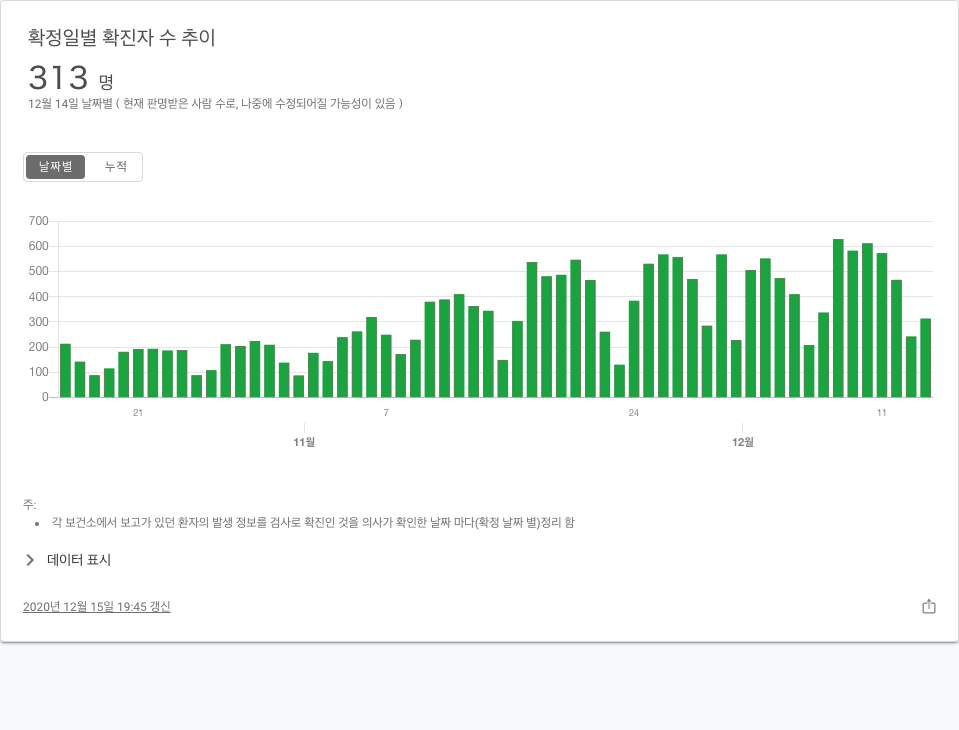 확정일별 확진자 수 추이
313 명
12월 14일 날짜별 ( 현재 판명받은 사람 수로, 나중에 수정되어질 가능성이 있음 )
날짜별 누적
700
600
500
400
300
200
100
0
21 7 24 11
11월 12월
주:
• 각 보건소에서 보고가 있던 환자의 발생 정보를 검사로 확진인 것을 의사가 확인한 날짜 마다(확정 날짜 별)정리 함
데이터 표시
2020년 12월 15일 19:45 갱신